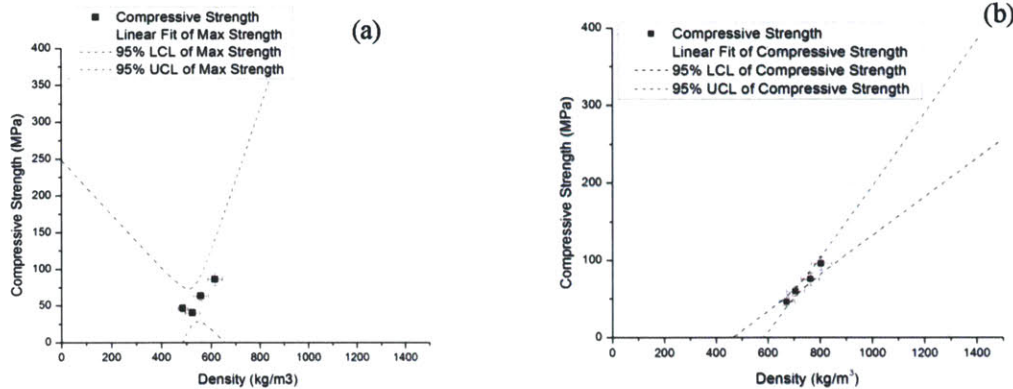 Compressive Strength
Linear Fit of Max Strength
95% LCL of Max Strength
95% UCL of Max Strength
(a)
400
350
300
250
200
150
100
50
0
0 200 400 600 800 1000 1200 1400
Compressive Strength (MPa)
Density (kg/m3)
(b)
Compressive Strength
Linear Fit of Compressive Strength
95% LCL of Compressive Strength
95% UCL of Compressive Strength
400
300
200
100
0
0 200 400 600 800 1000 1200 1400
Compressive Strength (MPa)
Density (kg/m³)